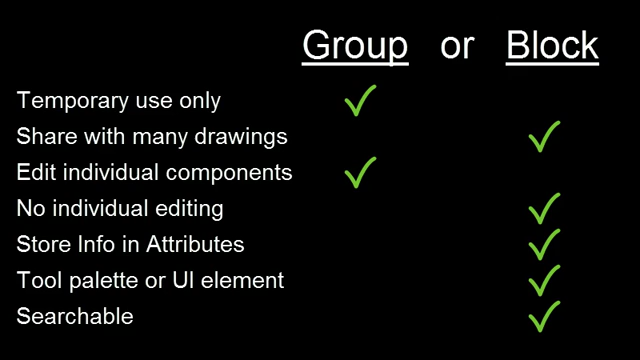 Group or Block
Temporary use only
Share with many drawings
Edit individual components
No individual editing
Store Info in Attributes
Tool palette or UI element
Searchable